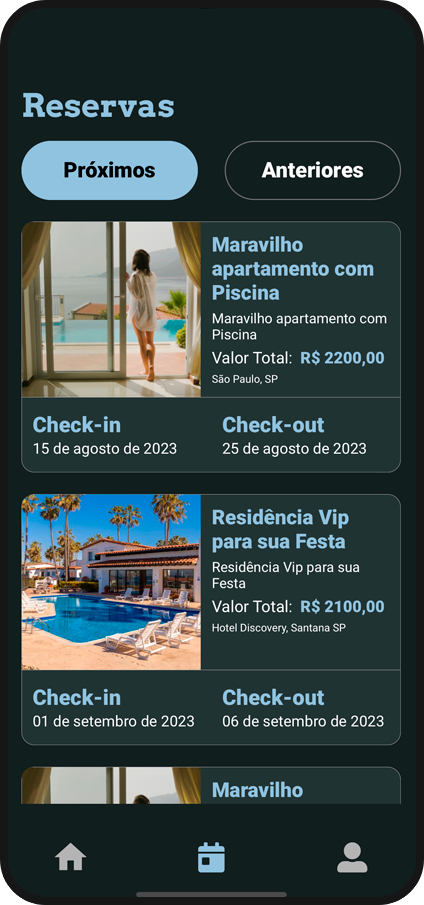 Reservas
Próximos
Anteriores
Maravilho
apartamento com
Piscina
Maravilho apartamento com
Piscina
Valor Total: R$ 2200,00
São Paulo, SP
Check-in
Check-out
15 de agosto de 2023
25 de agosto de 2023
Residência Vip
para sua Festa
Residência Vip para sua
Festa
Valor Total: R$ 2100,00
Hotel Discovery, Santana SP
Check-in
Check-out
01 de setembro de 2023
06 de setembro de 2023
Maravilho